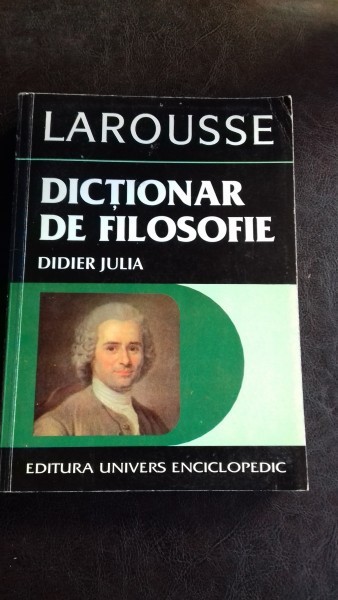 LAROUSSE
DICȚIONAR
DE FILOSOFIE
DIDIER JULIA
EDITURA UNIVERS ENCICLOPEDIC